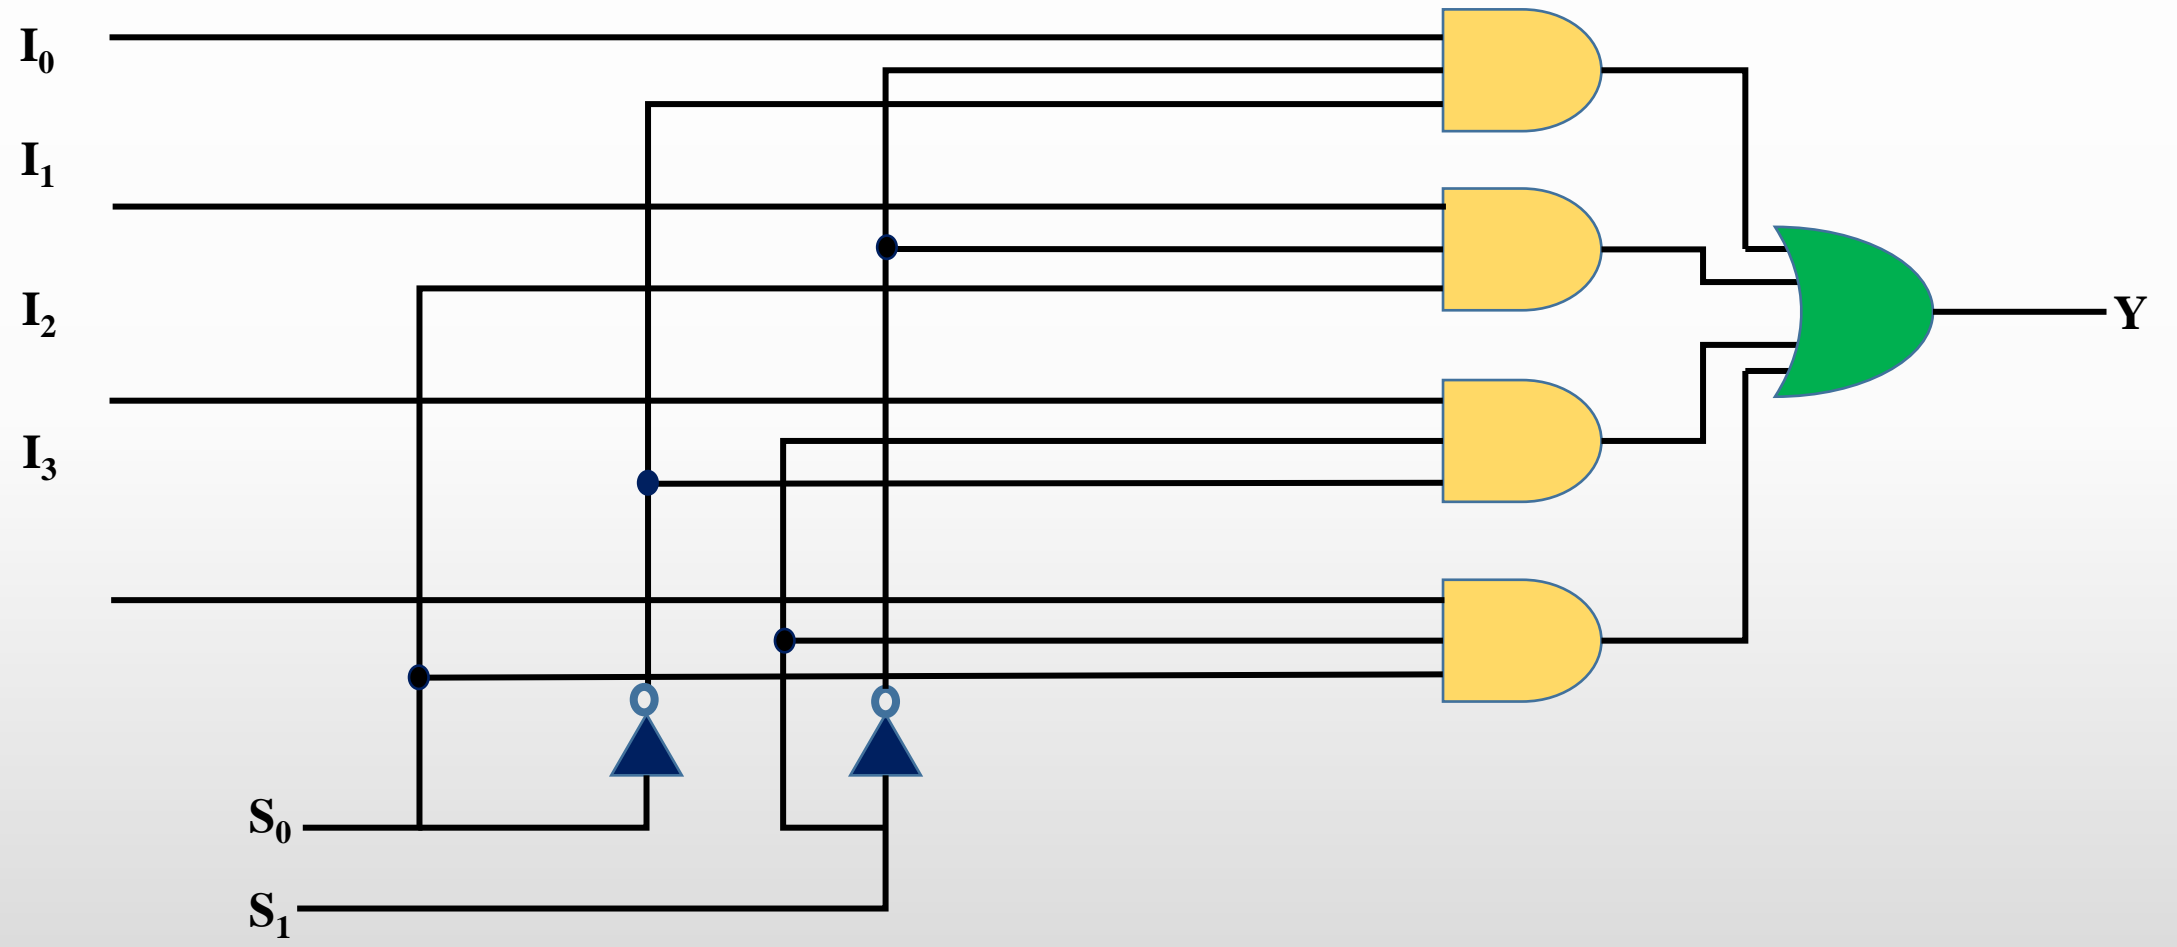 I₀
I₁
I₂
Y
I₃
S₀
S₁